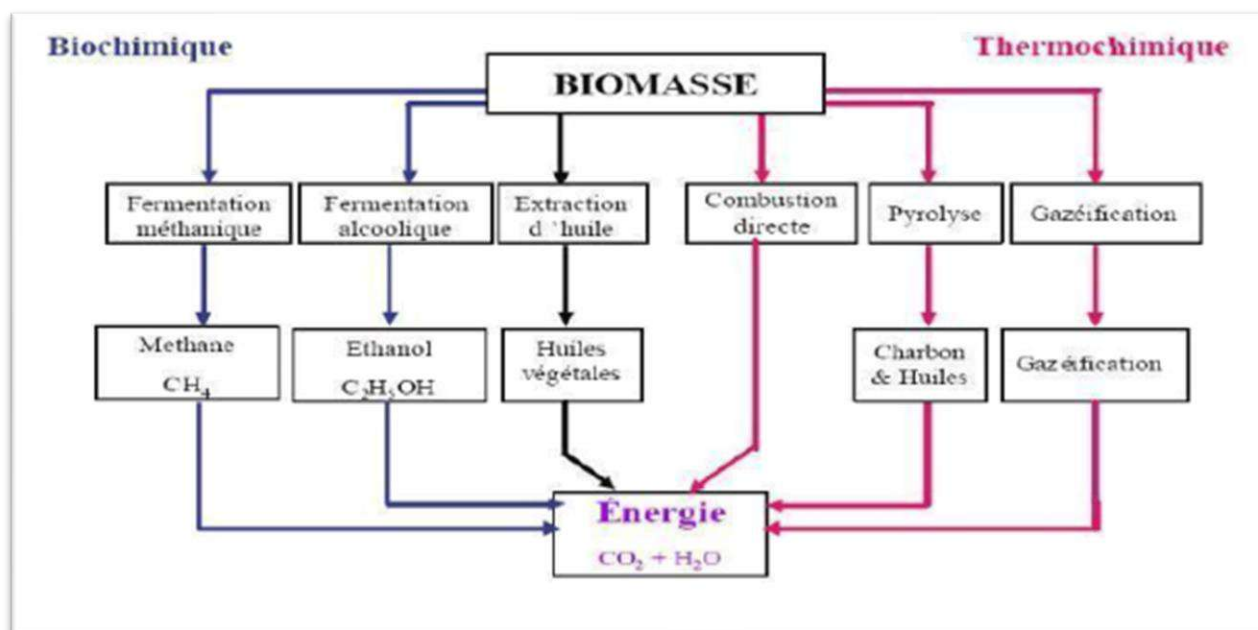 Biochimique
Thermochimique
BIOMASSE
Fermentation
méthanique
Fermentation
alcoolique
Extraction
d 'huile
Combustion
directe
Pyrolyse
Gazéification
Methane
CH₄
Ethanol
C₂H₅OH
Huiles
végétales
Charbon
& Huiles
Gazéification
Énergie
CO₂ + H₂O